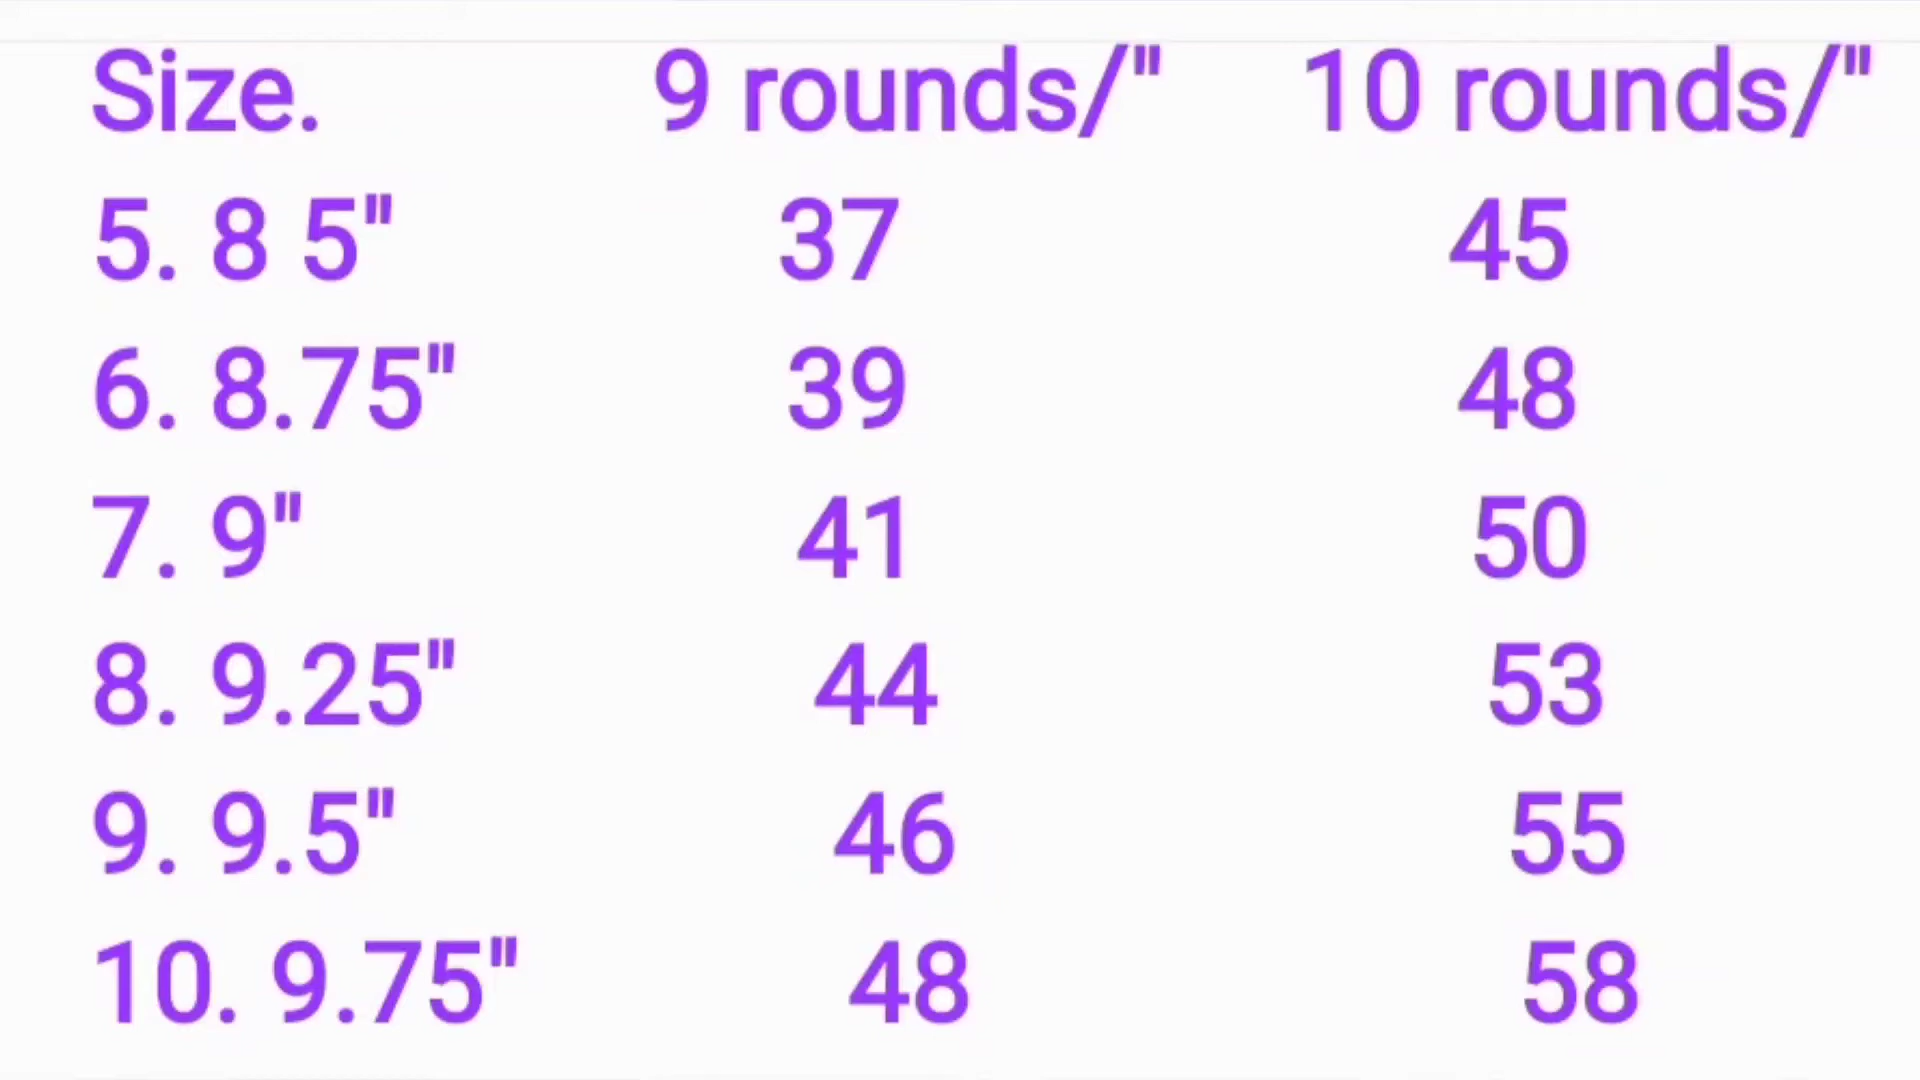 Size. 9 rounds/" 10 rounds/"
5. 8 5" 37 45
6. 8.75" 39 48
7. 9" 41 50
8. 9.25" 44 53
9. 9.5" 46 55
10. 9.75" 48 58